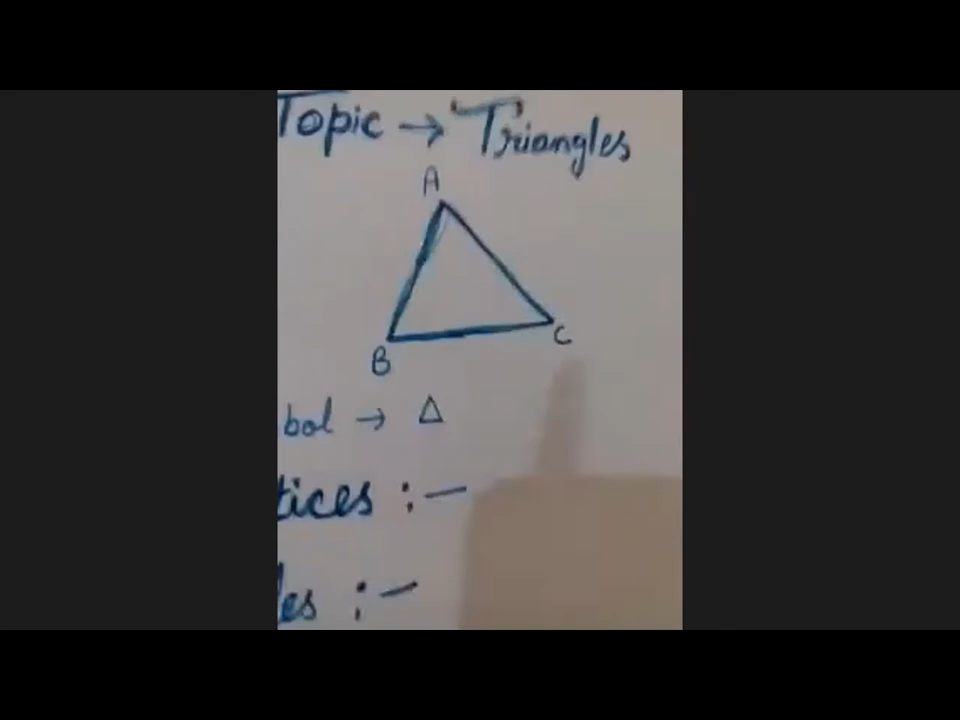 Topic → Triangles
A
B
C
bol → Δ
tices :—
les :—